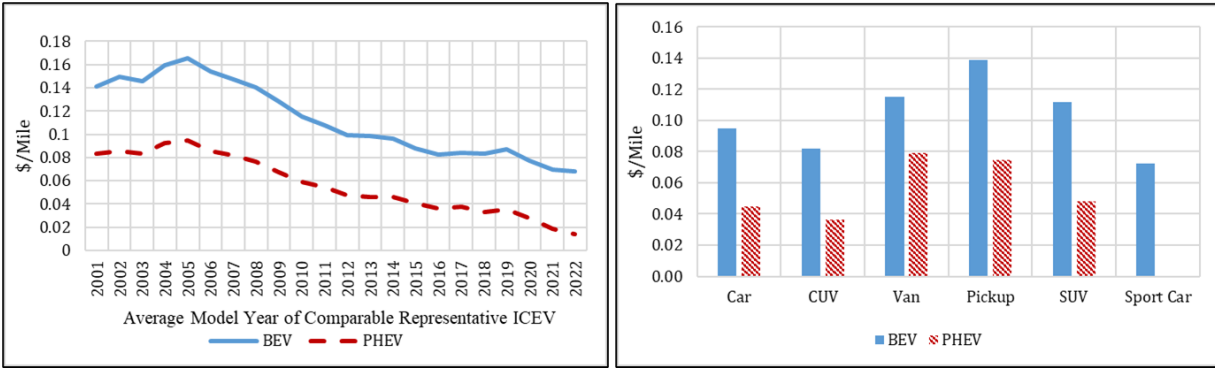 $/Mile
0.18
0.16
0.14
0.12
0.1
0.08
0.06
0.04
0.02
0
2001 2002 2003 2004 2005 2006 2007 2008 2009 2010 2011 2012 2013 2014 2015 2016 2017 2018 2019 2020 2021 2022
Average Model Year of Comparable Representative ICEV
BEV PHEV
$/Mile
0.16
0.14
0.12
0.10
0.08
0.06
0.04
0.02
0.00
Car CUV Van Pickup SUV Sport Car
BEV PHEV